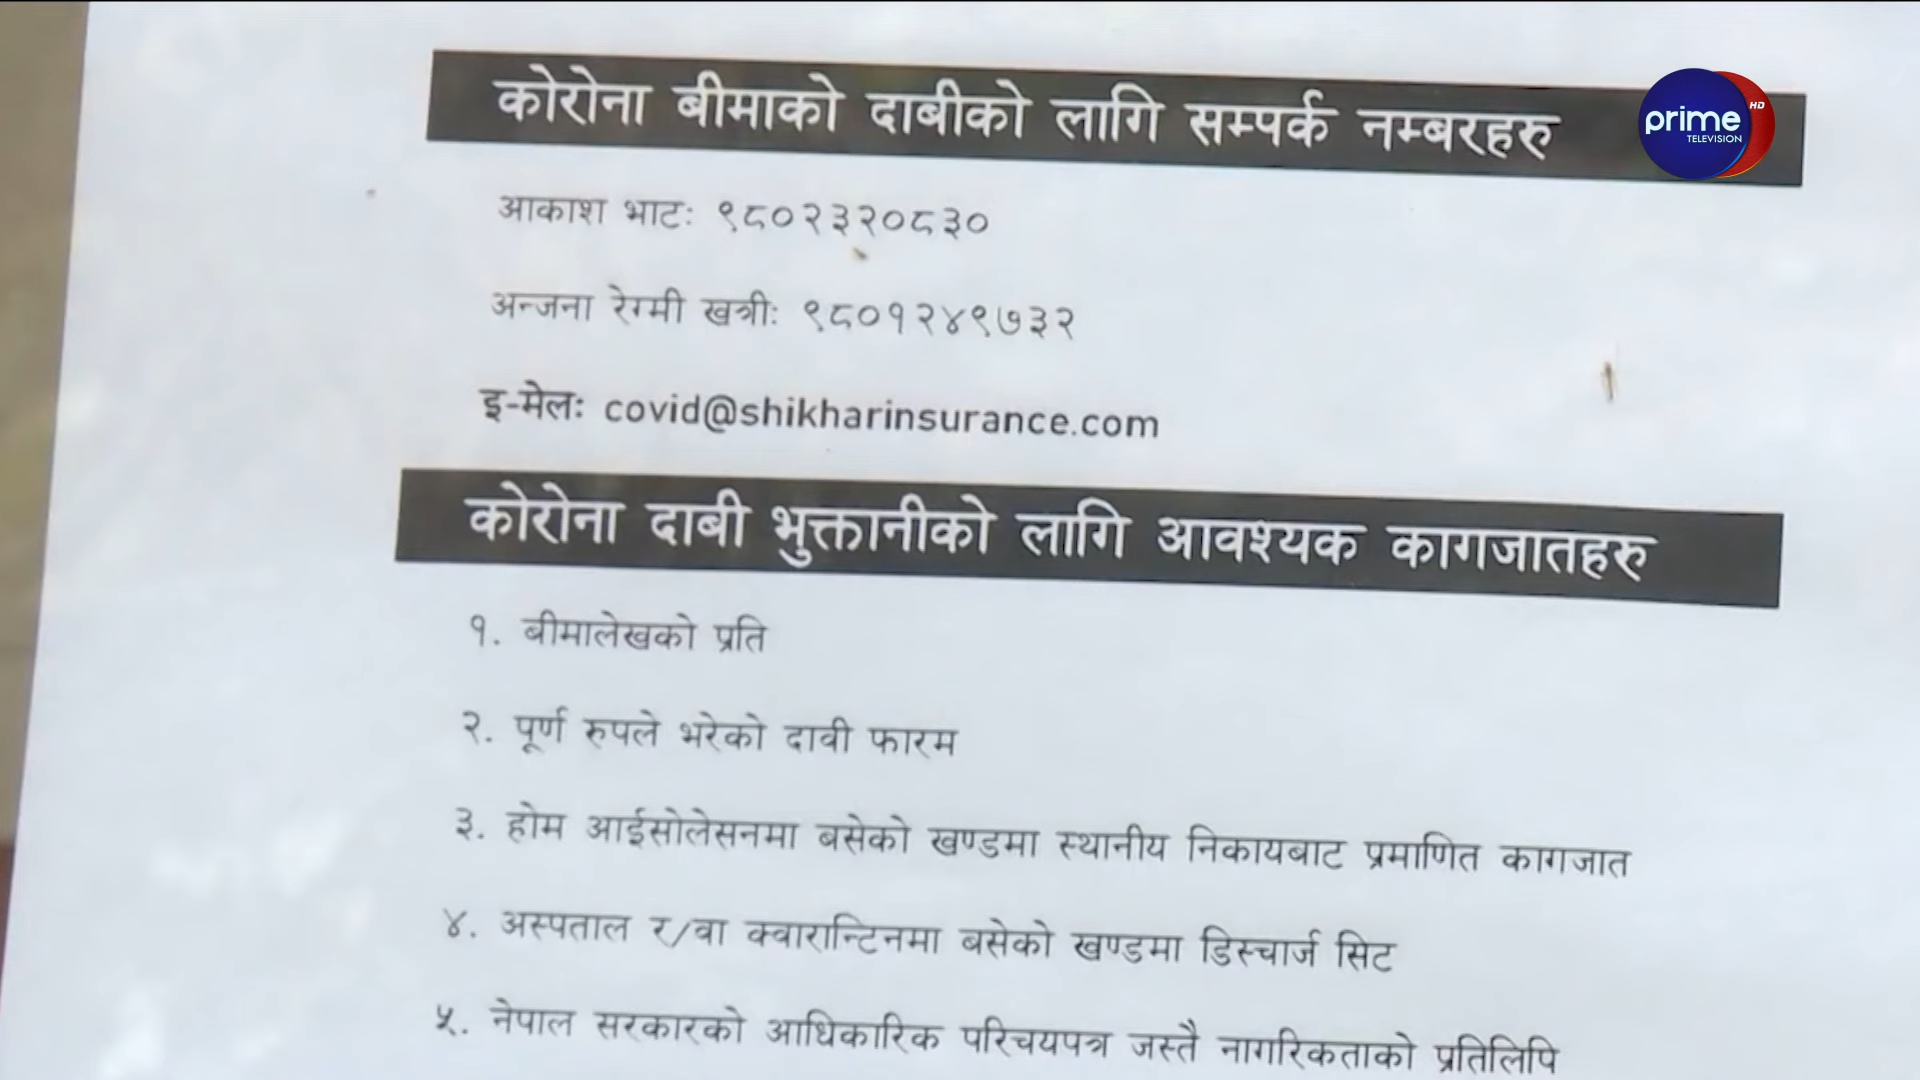 कोरोना बीमाको दाबीको लागि सम्पर्क नम्बरहरु
prime HD
TELEVISION
आकाश भाटः ९८०२३२०८३०
अन्जना रेग्मी खत्रीः ९८०१२४९७३२
इ-मेलः covid@shikharinsurance.com
कोरोना दाबी भुक्तानीको लागि आवश्यक कागजातहरु
१. बीमालेखको प्रति
२. पूर्ण रुपले भरेको दावी फारम
३. होम आईसोलेसनमा बसेको खण्डमा स्थानीय निकायबाट प्रमाणित कागजात
४. अस्पताल र/वा क्वारान्टिनमा बसेको खण्डमा डिस्चार्ज सिट
५. नेपाल सरकारको आधिकारिक परिचयपत्र जस्तै नागरिकताको प्रतिलिपि